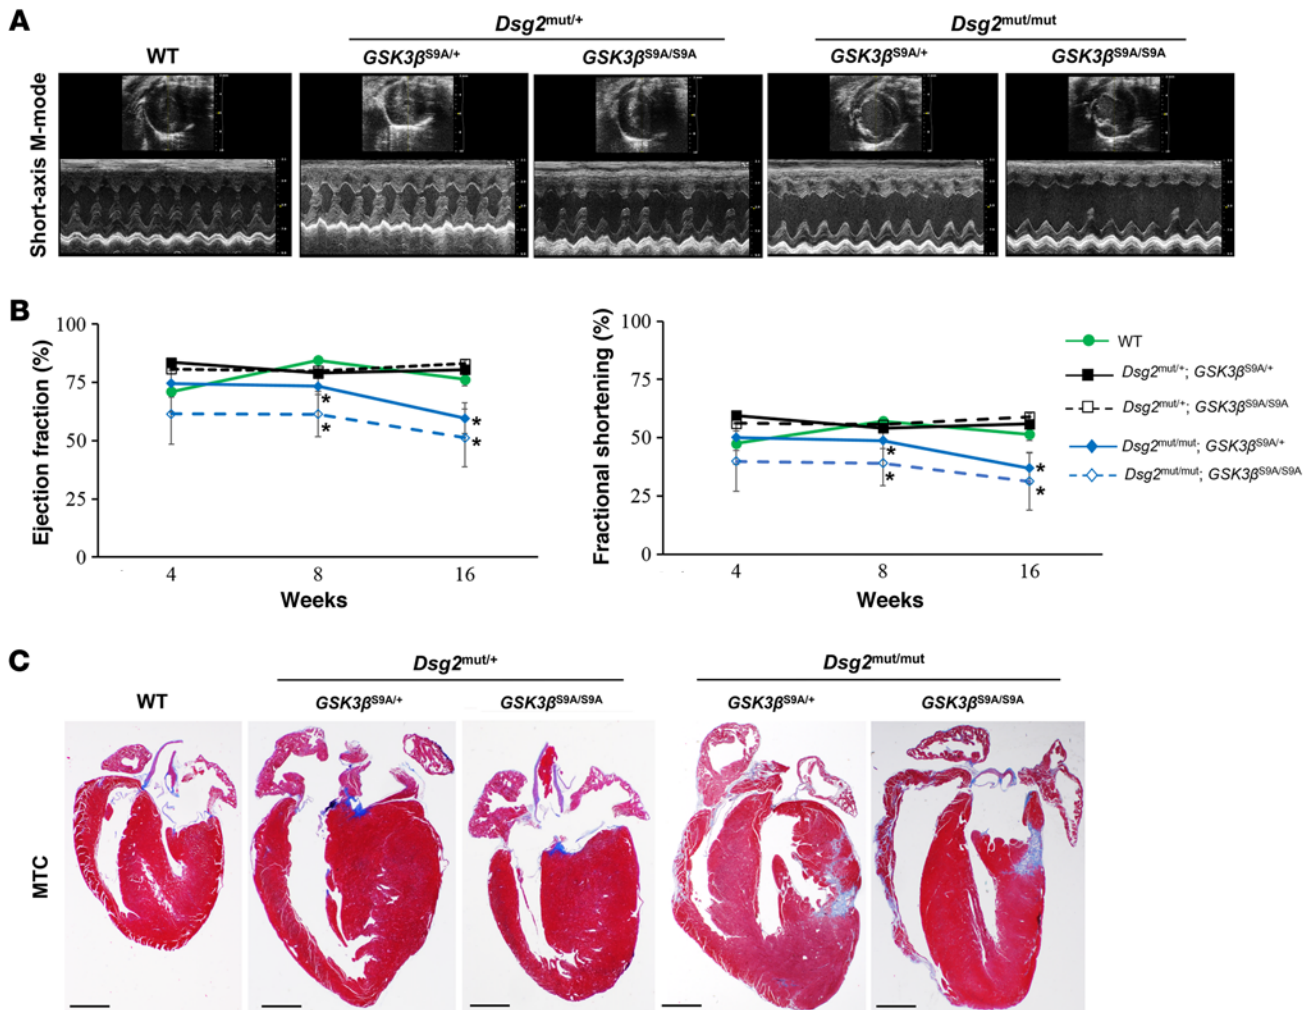 A
Dsg2mut/+
Dsg2mut/mut
WT
GSK3βS9A/+
GSK3βS9A/S9A
GSK3βS9A/+
GSK3βS9A/S9A
Short-axis M-mode
B
Ejection fraction (%)
100
75
50
25
0
*
*
*
*
4
8
16
Weeks
Fractional shortening (%)
100
75
50
25
0
*
*
*
*
4
8
16
Weeks
WT
Dsg2mut/+; GSK3βS9A/+
Dsg2mut/+; GSK3βS9A/S9A
Dsg2mut/mut; GSK3βS9A/+
Dsg2mut/mut; GSK3βS9A/S9A
C
Dsg2mut/+
Dsg2mut/mut
WT
GSK3βS9A/+
GSK3βS9A/S9A
GSK3βS9A/+
GSK3βS9A/S9A
MTC